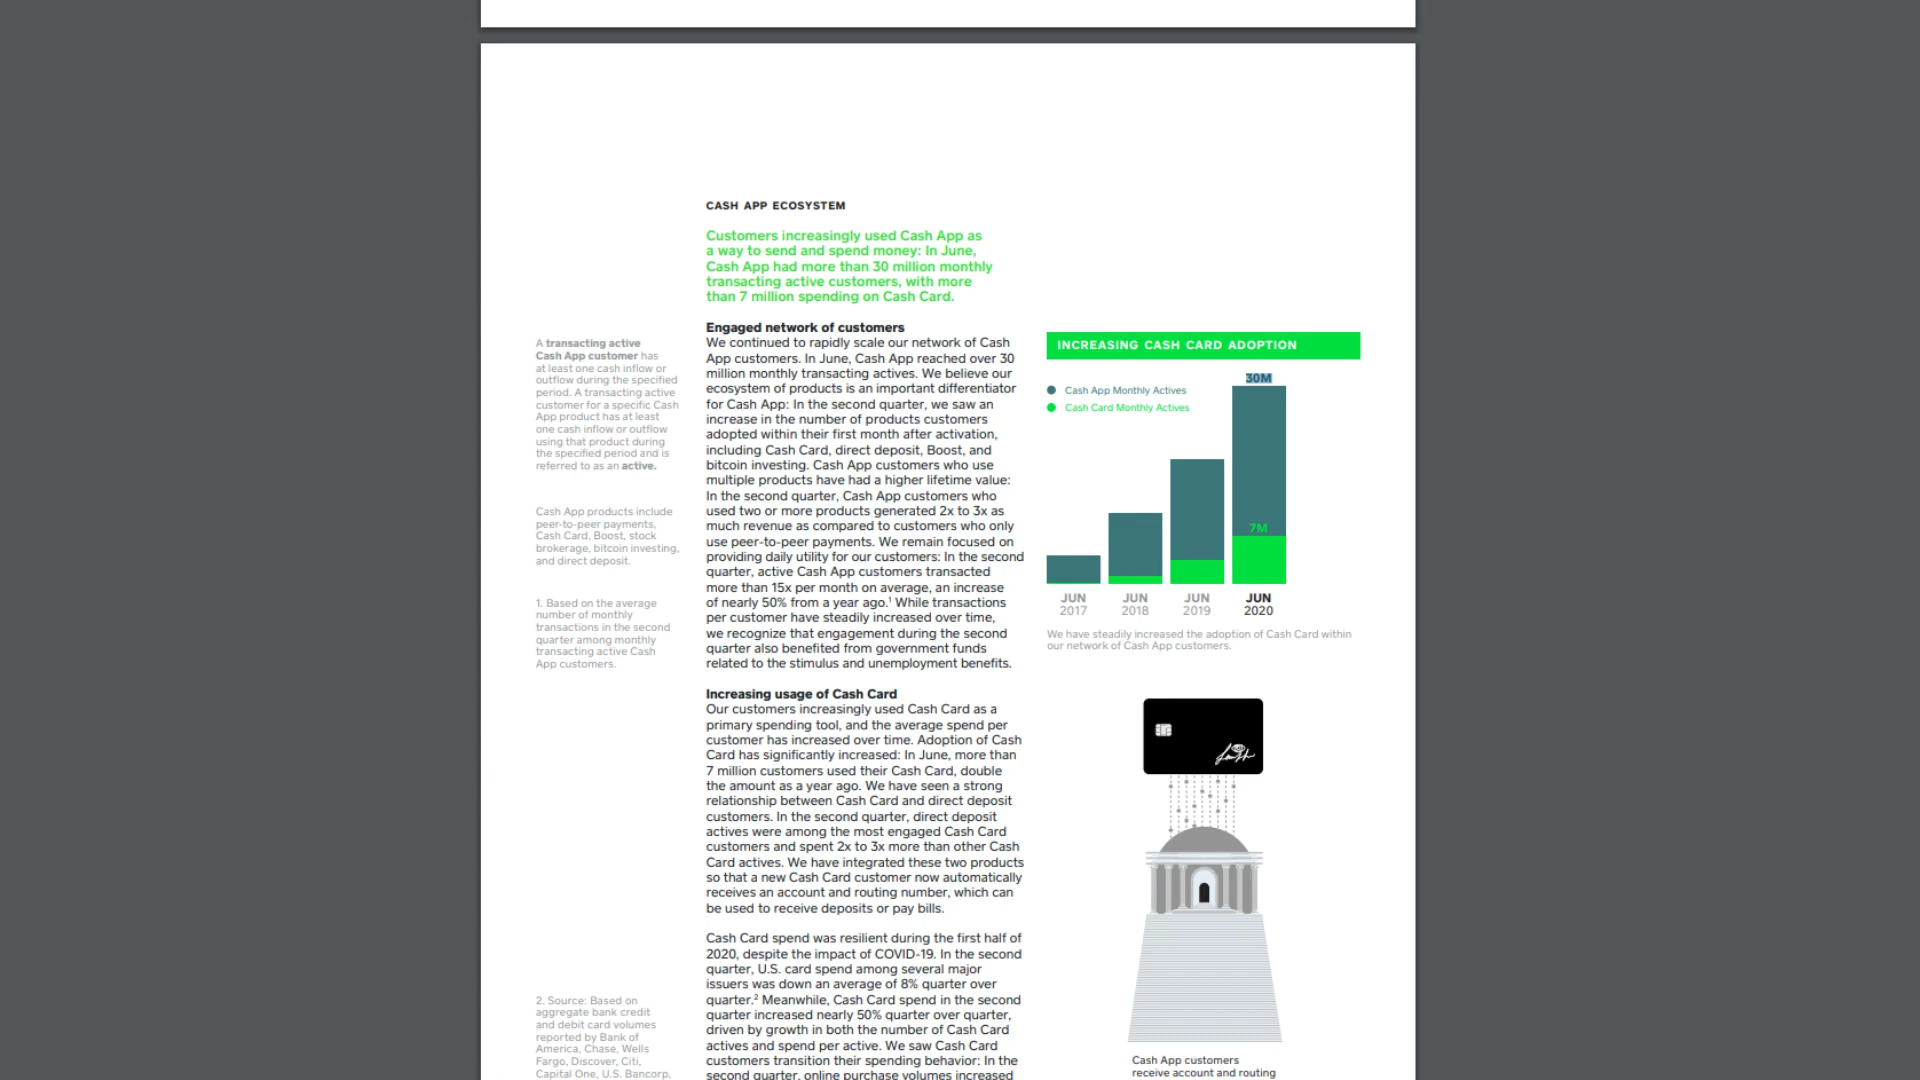 CASH APP ECOSYSTEM
Customers increasingly used Cash App as
a way to send and spend money: In June,
Cash App had more than 30 million monthly
transacting active customers, with more
than 7 million spending on Cash Card.
A transacting active
Cash App customer has
at least one cash inflow or
outflow during the specified
period. A transacting active
customer for a specific Cash
App product has at least
one cash inflow or outflow
using that product during
the specified period and is
referred to as an active.
Cash App products include
peer-to-peer payments,
Cash Card, Boost, stock
brokerage, bitcoin investing,
and direct deposit.
1. Based on the average
number of monthly
transactions in the second
quarter among monthly
transacting active Cash
App customers.
2. Source: Based on
aggregate bank credit
and debit card volumes
reported by Bank of
America, Chase, Wells
Fargo, Discover, Citi,
Capital One, U.S. Bancorp,
Engaged network of customers
We continued to rapidly scale our network of Cash
App customers. In June, Cash App reached over 30
million monthly transacting actives. We believe our
ecosystem of products is an important differentiator
for Cash App: In the second quarter, we saw an
increase in the number of products customers
adopted within their first month after activation,
including Cash Card, direct deposit, Boost, and
bitcoin investing. Cash App customers who use
multiple products have had a higher lifetime value:
In the second quarter, Cash App customers who
used two or more products generated 2x to 3x as
much revenue as compared to customers who only
use peer-to-peer payments. We remain focused on
providing daily utility for our customers: In the second
quarter, active Cash App customers transacted
more than 15x per month on average, an increase
of nearly 50% from a year ago.¹ While transactions
per customer have steadily increased over time,
we recognize that engagement during the second
quarter also benefited from government funds
related to the stimulus and unemployment benefits.
Increasing usage of Cash Card
Our customers increasingly used Cash Card as a
primary spending tool, and the average spend per
customer has increased over time. Adoption of Cash
Card has significantly increased: In June, more than
7 million customers used their Cash Card, double
the amount as a year ago. We have seen a strong
relationship between Cash Card and direct deposit
customers. In the second quarter, direct deposit
actives were among the most engaged Cash Card
customers and spent 2x to 3x more than other Cash
Card actives. We have integrated these two products
so that a new Cash Card customer now automatically
receives an account and routing number, which can
be used to receive deposits or pay bills.
Cash Card spend was resilient during the first half of
2020, despite the impact of COVID-19. In the second
quarter, U.S. card spend among several major
issuers was down an average of 8% quarter over
quarter.² Meanwhile, Cash Card spend in the second
quarter increased nearly 50% quarter over quarter,
driven by growth in both the number of Cash Card
actives and spend per active. We saw Cash Card
customers transition their spending behavior: In the
second quarter, online purchase volumes increased
INCREASING CASH CARD ADOPTION
Cash App Monthly Actives
Cash Card Monthly Actives
30M
7M
JUN JUN JUN JUN
2017 2018 2019 2020
We have steadily increased the adoption of Cash Card within
our network of Cash App customers.
Cash App customers
receive account and routing